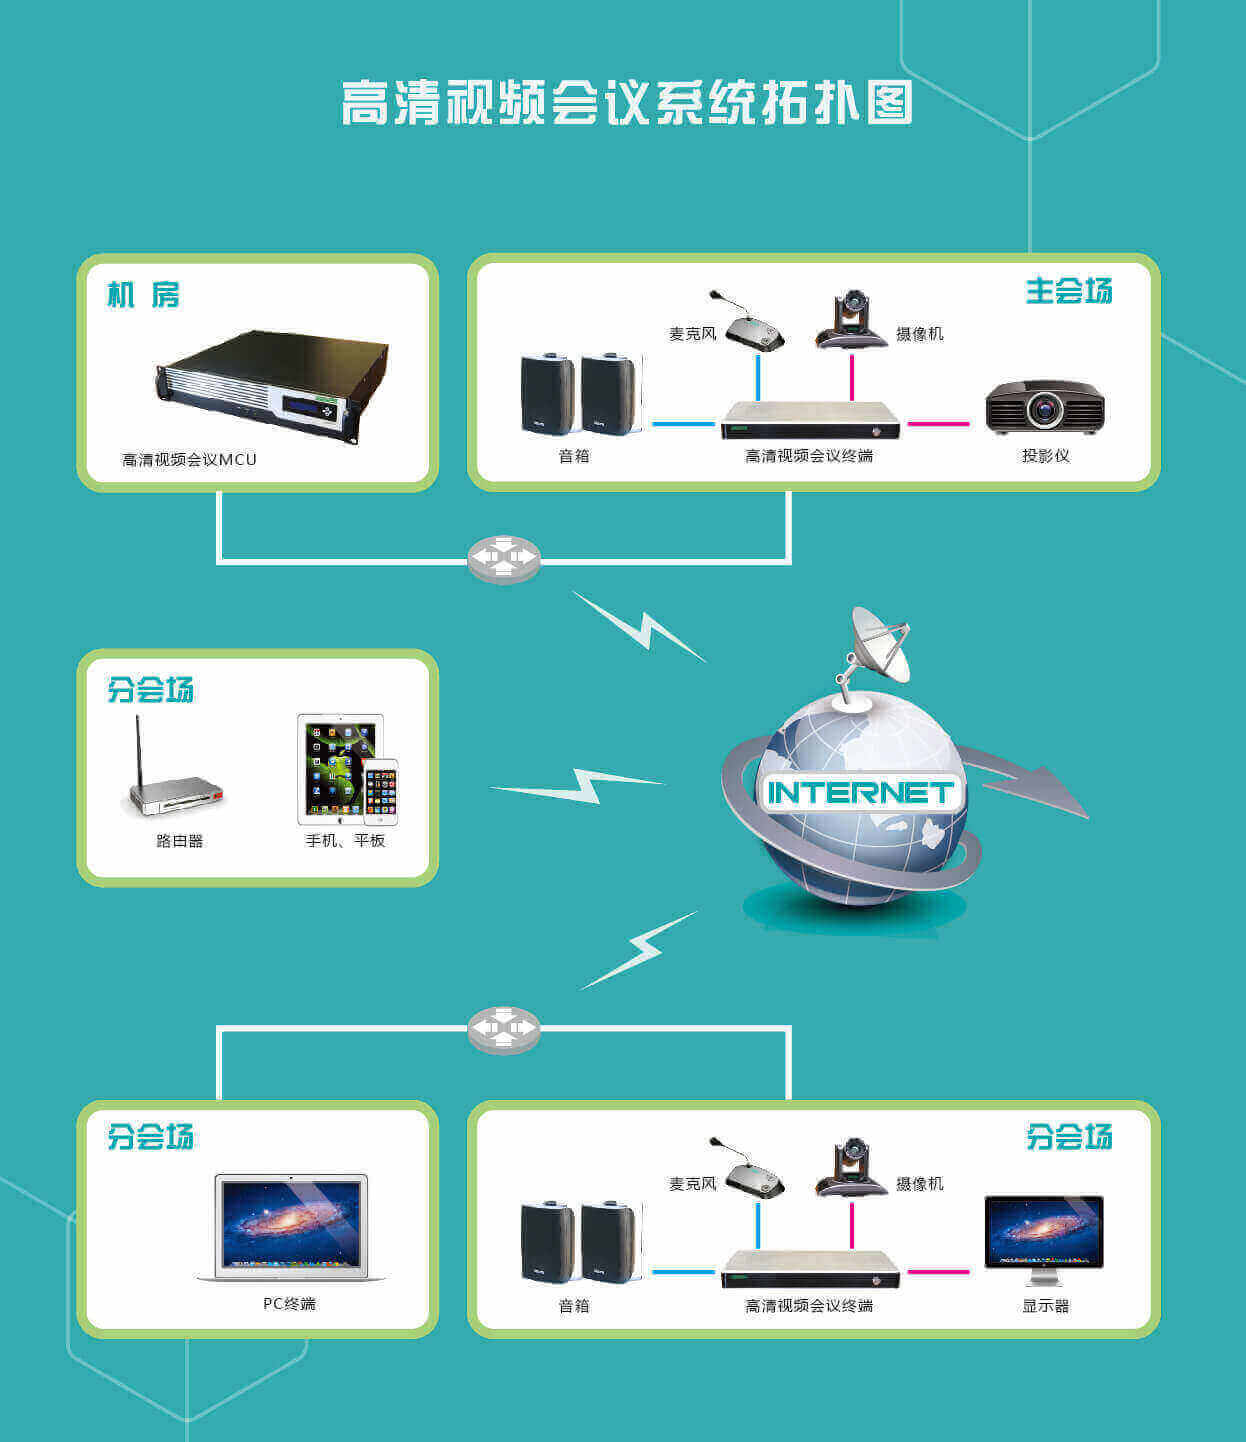 高清视频会议系统拓扑图
机 房
高清视频会议MCU
主会场
麦克风
摄像机
音箱
高清视频会议终端
投影仪
分会场
路由器
手机、平板
INTERNET
分会场
PC终端
分会场
麦克风
摄像机
音箱
高清视频会议终端
显示器